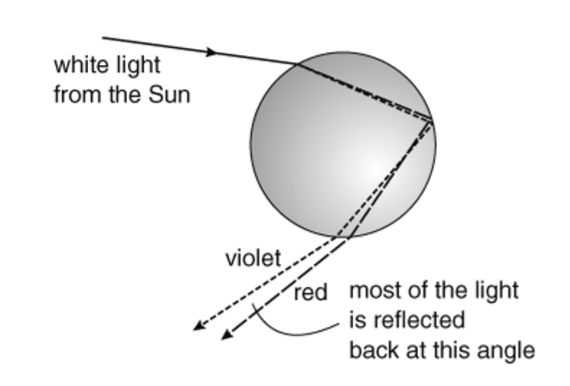 white light
from the Sun
violet
red
most of the light
is reflected
back at this angle